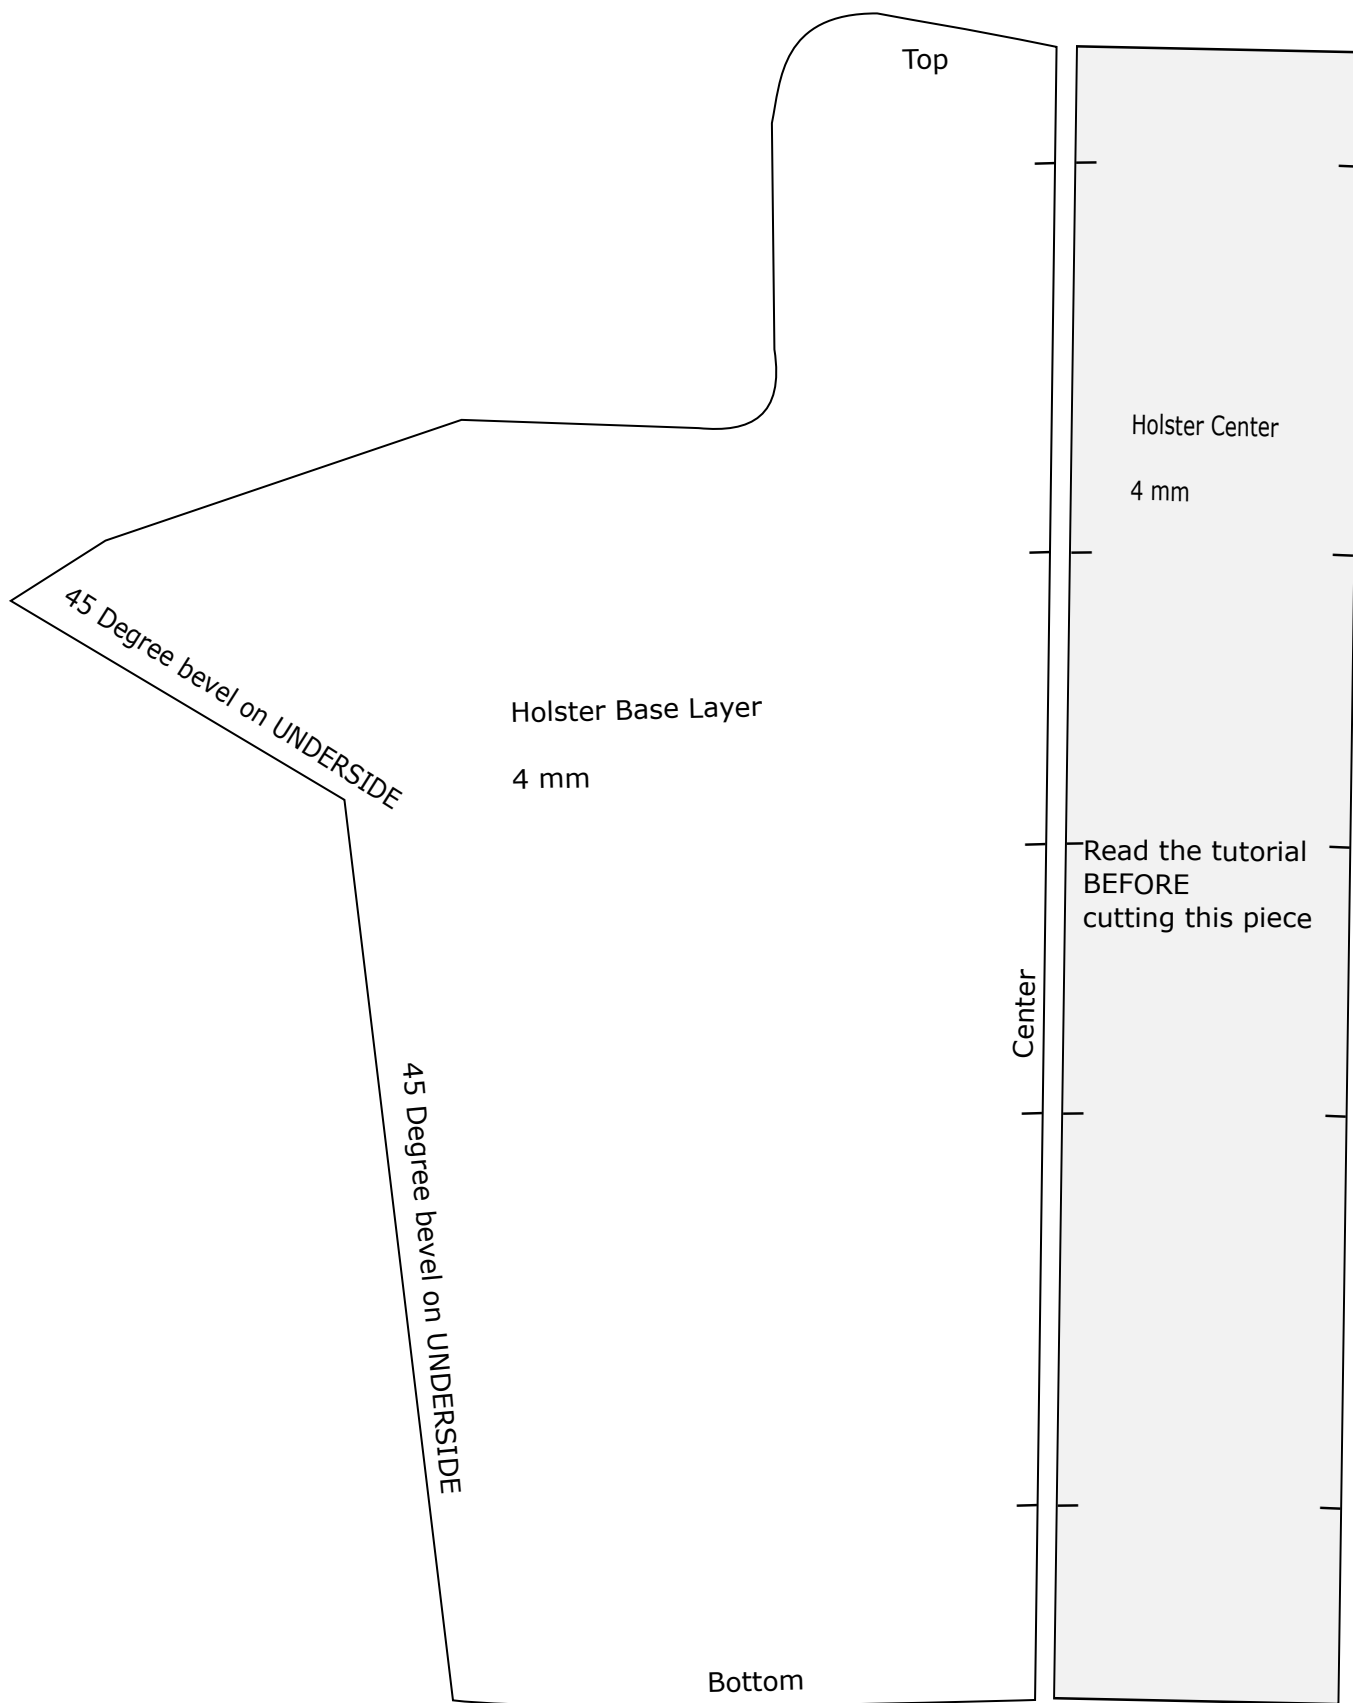 Top
Holster Center
4 mm
45 Degree bevel on UNDERSIDE
Holster Base Layer
4 mm
Read the tutorial
BEFORE
cutting this piece
Center
45 Degree bevel on UNDERSIDE
Bottom